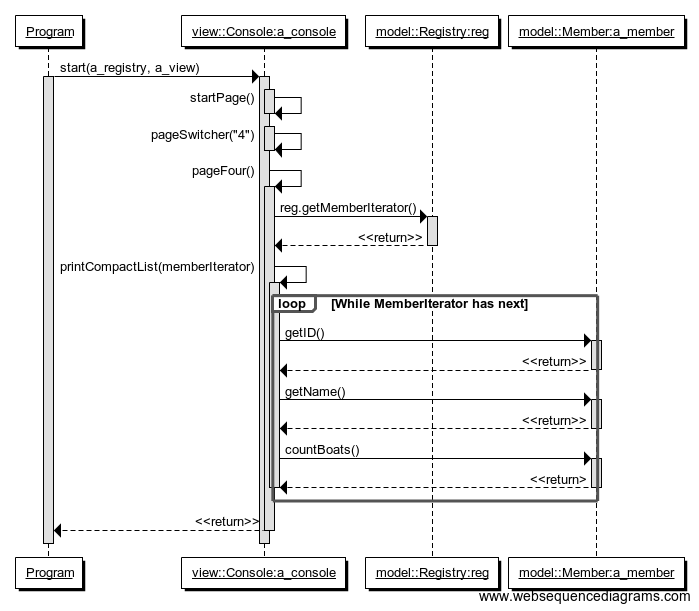 Program
view::Console:a_console
model::Registry:reg
model::Member:a_member
start(a_registry, a_view)
startPage()
pageSwitcher("4")
pageFour()
reg.getMemberIterator()
<<return>>
printCompactList(memberIterator)
loop [While MemberIterator has next]
getID()
<<return>>
getName()
<<return>>
countBoats()
<<return>
<<return>>
Program
view::Console:a_console
model::Registry:reg
model::Member:a_member
www.websequencediagrams.com